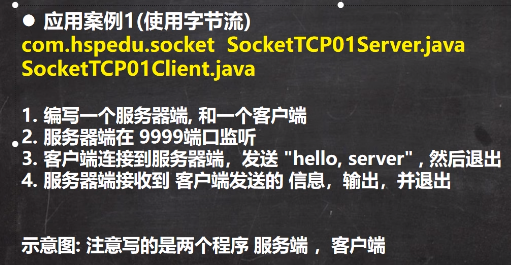 ● 应用案例1(使用字节流)
com.hspedu.socket SocketTCP01Server.java
SocketTCP01Client.java
1. 编写一个服务器端, 和一个客户端
2. 服务器端在 9999端口监听
3. 客户端连接到服务器端，发送 "hello, server" , 然后退出
4. 服务器端接收到 客户端发送的 信息，输出，并退出
示意图: 注意写的是两个程序 服务端 ，客户端